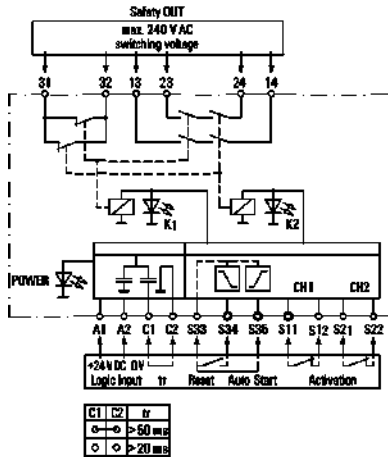 Safety OUT
max. 240 V AC
switching voltage
31 32 13 23 24 14
K1 K2
POWER
CH1 CH2
A1 A2 C1 C2 S33 S34 S35 S11 S12 S21 S22
+24V DC 0V
Logic Input tr Reset Auto Start Activation
C1 C2 tr
>50 ms
>20 ms